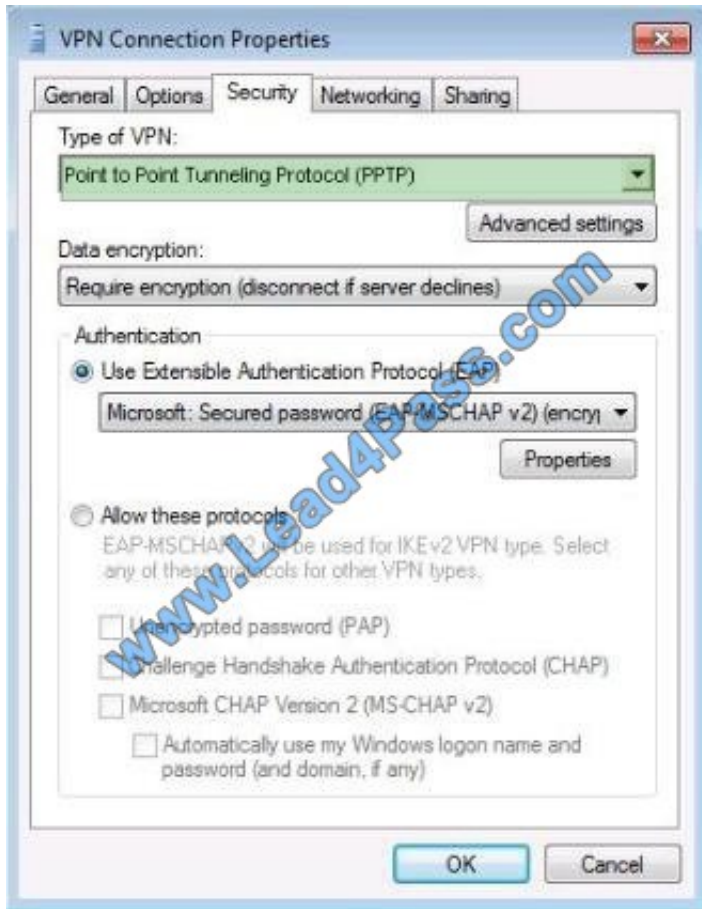 VPN Connection Properties
General Options Security Networking Sharing
Type of VPN:
Point to Point Tunneling Protocol (PPTP)
Advanced settings
Data encryption:
Require encryption (disconnect if server declines)
Authentication
Use Extensible Authentication Protocol (EAP)
Microsoft: Secured password (EAP-MSCHAP v2) (encry
Properties
Allow these protocols
EAP-MSCHAPv2 will be used for IKEv2 VPN type. Select
any of these protocols for other VPN types.
Unencrypted password (PAP)
Challenge Handshake Authentication Protocol (CHAP)
Microsoft CHAP Version 2 (MS-CHAP v2)
Automatically use my Windows logon name and
password (and domain, if any)
OK Cancel
www.Lead4Pass.com